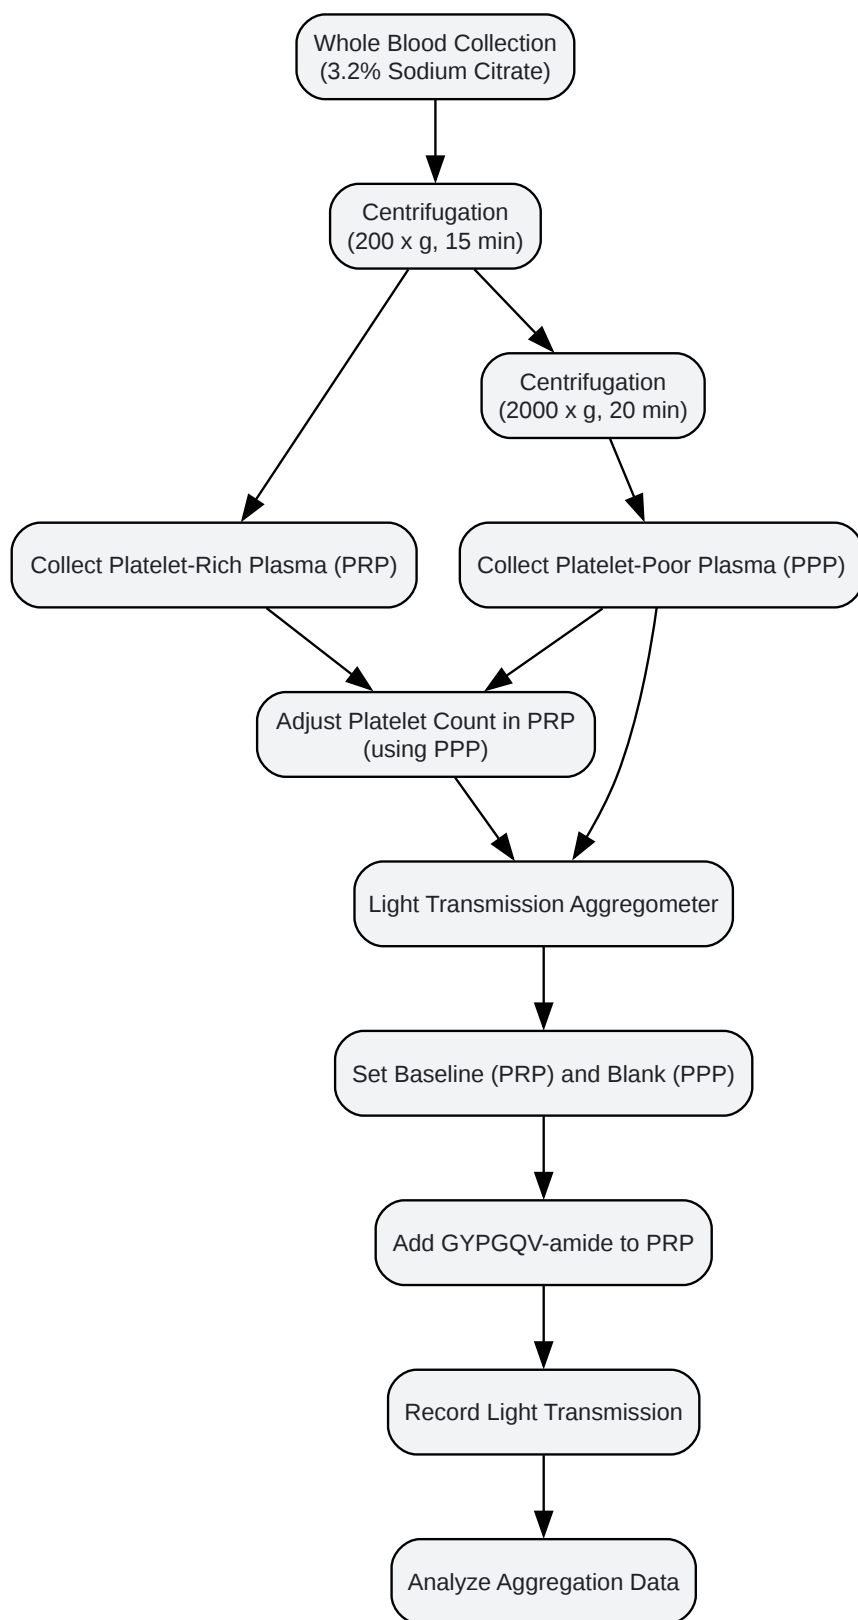 Whole Blood Collection
(3.2% Sodium Citrate)
Centrifugation
(200 x g, 15 min)
Centrifugation
(2000 x g, 20 min)
Collect Platelet-Rich Plasma (PRP)
Collect Platelet-Poor Plasma (PPP)
Adjust Platelet Count in PRP
(using PPP)
Light Transmission Aggregometer
Set Baseline (PRP) and Blank (PPP)
Add GYPGQV-amide to PRP
Record Light Transmission
Analyze Aggregation Data